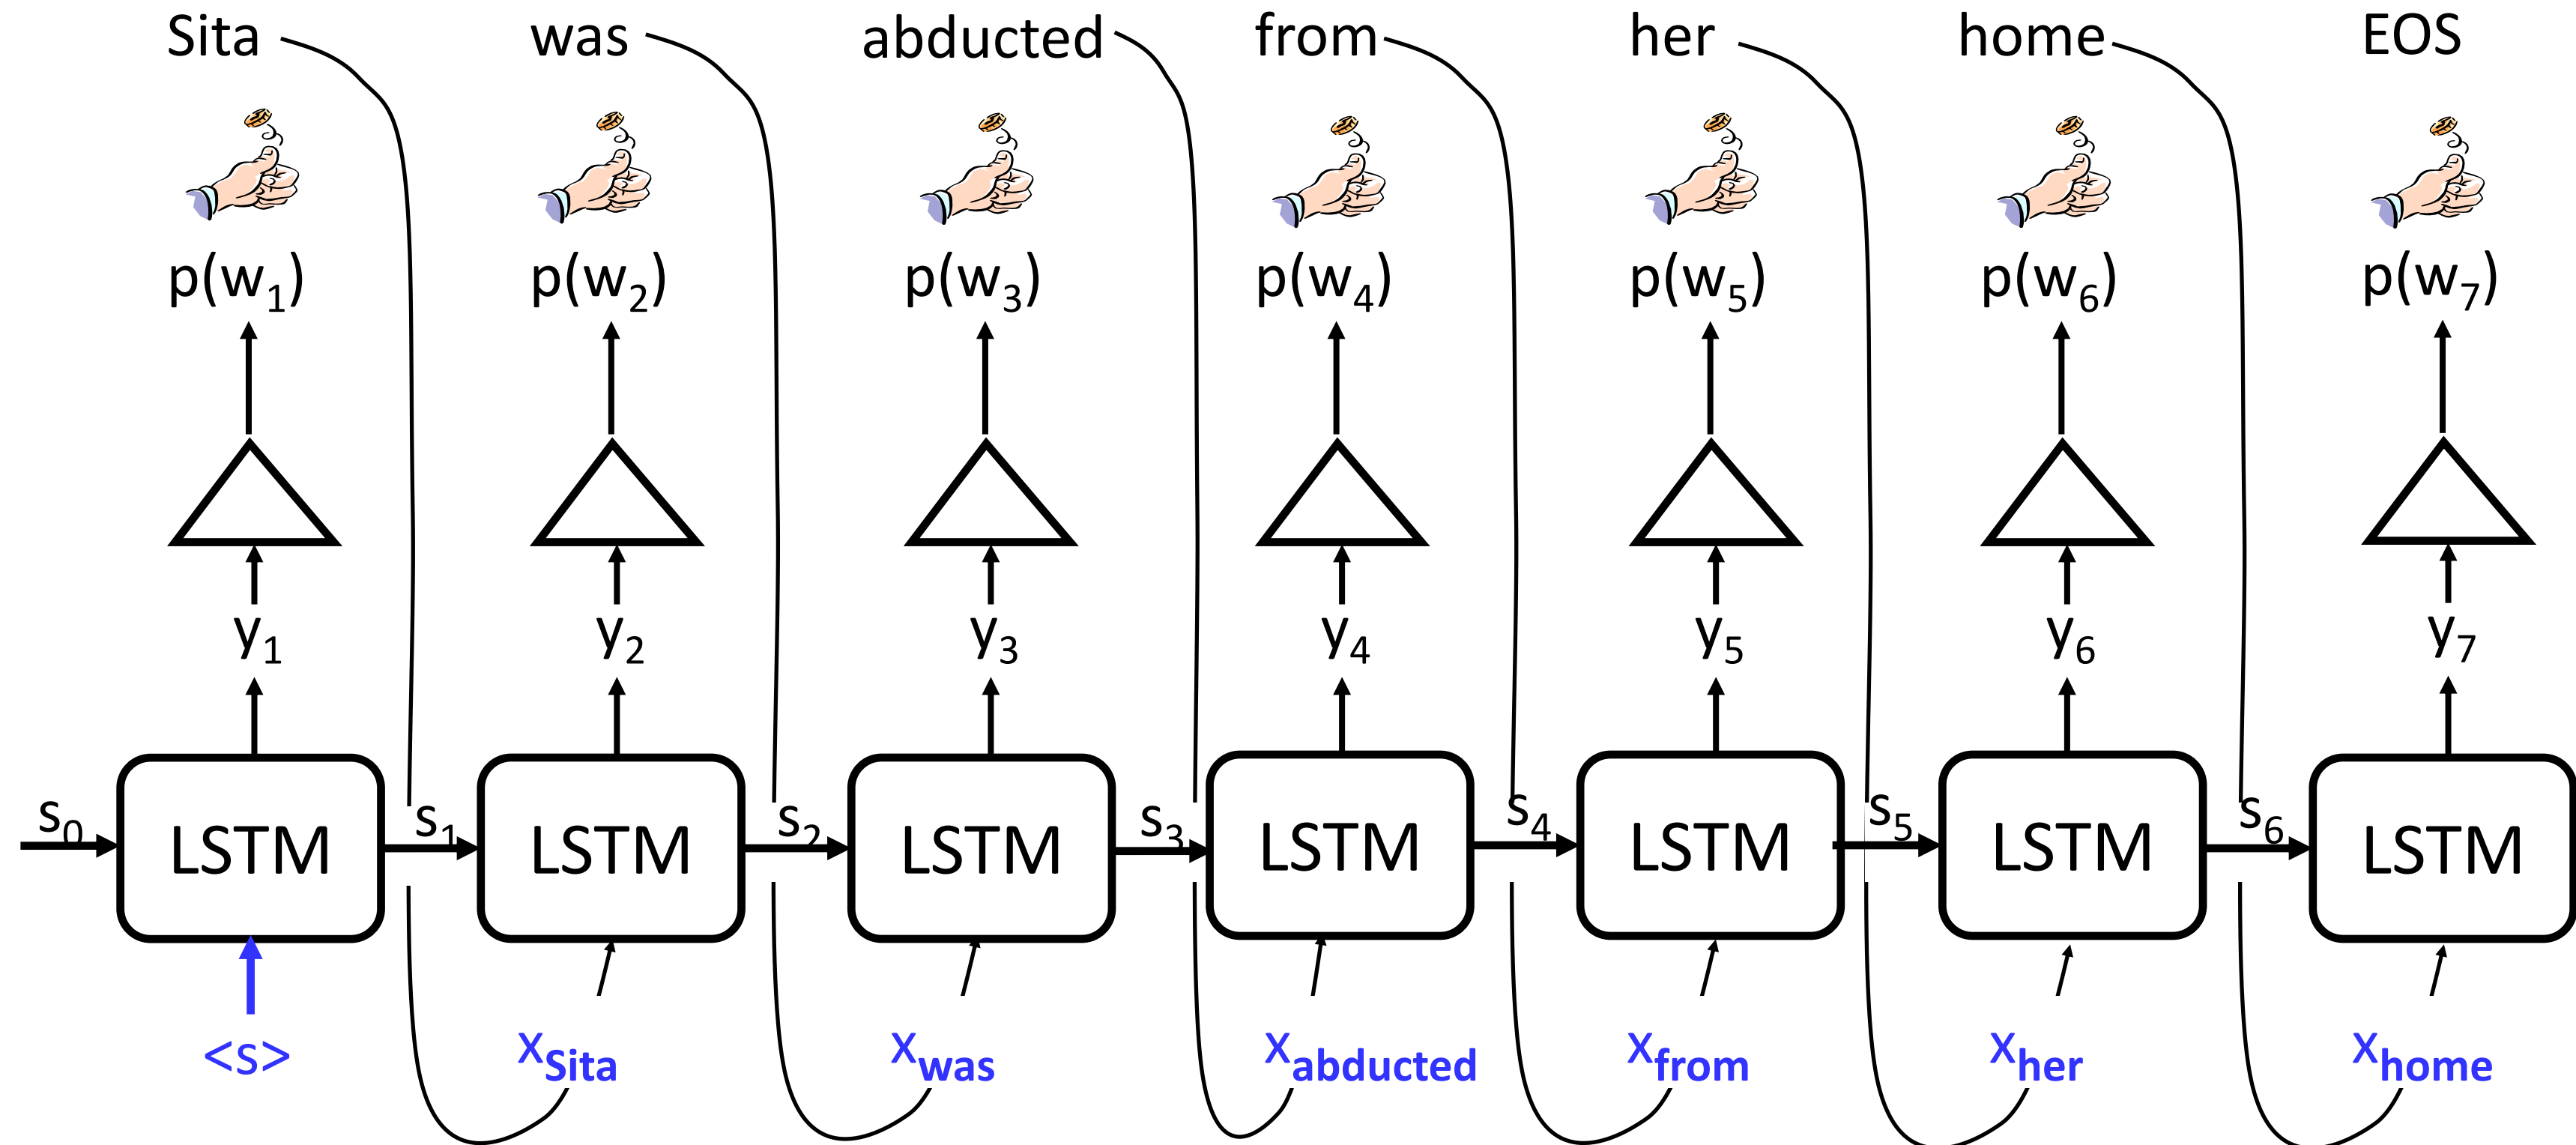 Sita was abducted from her home EOS
p(w₁) p(w₂) p(w₃) p(w₄) p(w₅) p(w₆) p(w₇)
y₁ y₂ y₃ y₄ y₅ y₆ y₇
s₀ s₁ s₂ s₃ s₄ s₅ s₆
LSTM LSTM LSTM LSTM LSTM LSTM LSTM
<s> xSita xwas xabducted xfrom xher xhome